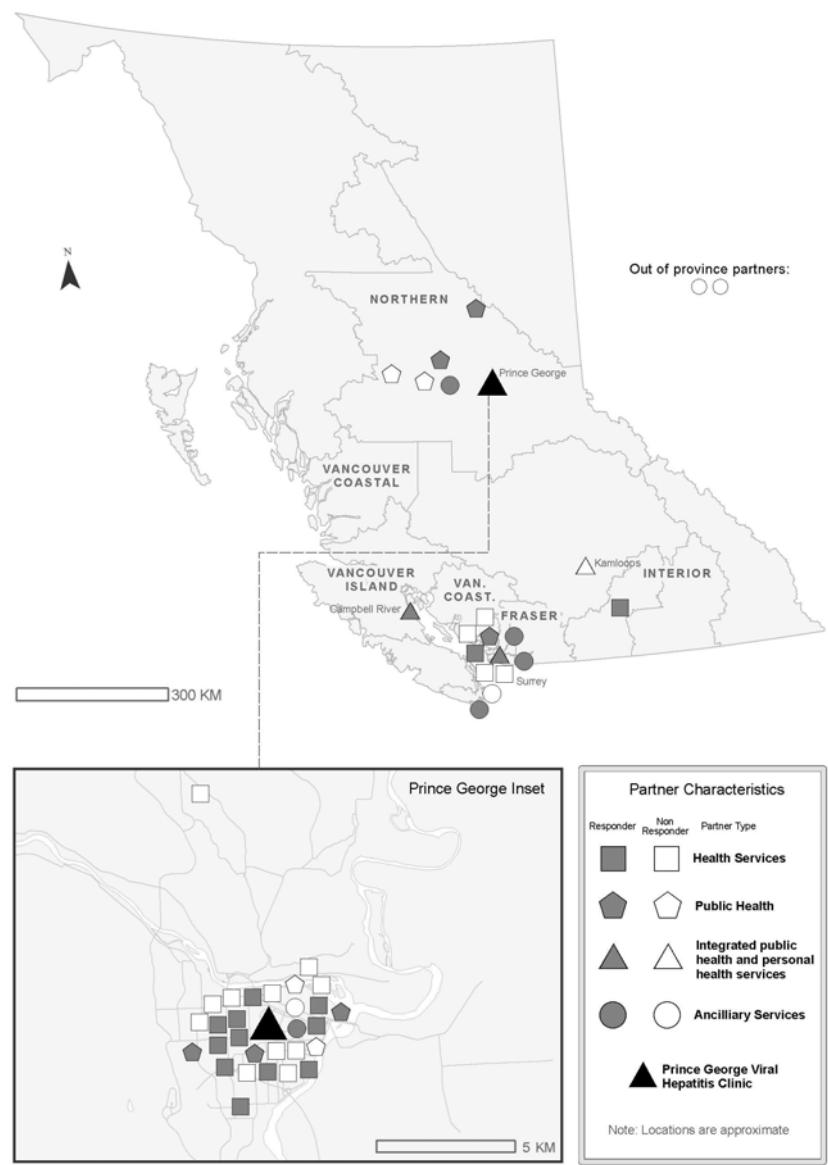 N
Out of province partners:
NORTHERN
Prince George
VANCOUVER
COASTAL
Kamloops
INTERIOR
VANCOUVER
ISLAND
VAN.
COAST.
Campbell River
FRASER
Surrey
300 KM
Prince George Inset
5 KM
Partner Characteristics
Responder
Non
Responder
Partner Type
Health Services
Public Health
Integrated public
health and personal
health services
Ancilliary Services
Prince George Viral
Hepatitis Clinic
Note: Locations are approximate